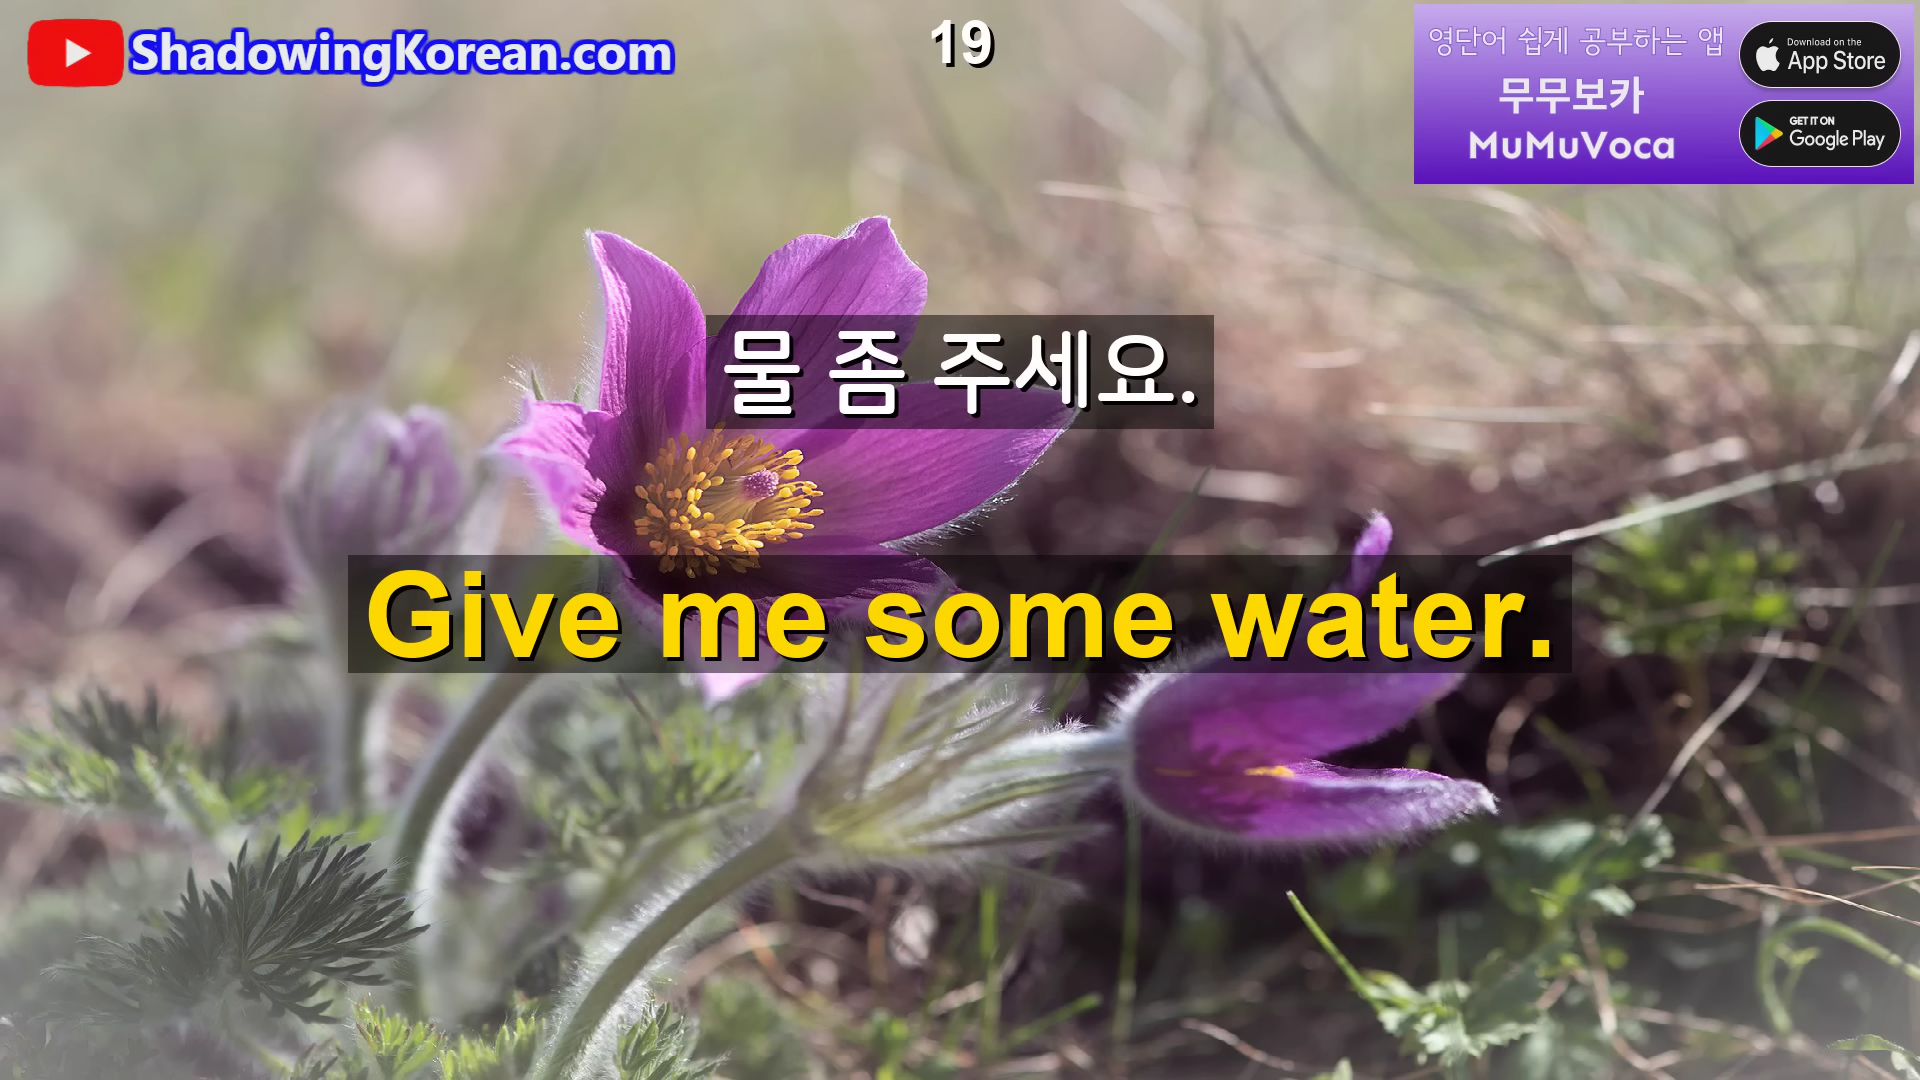 ShadowingKorean.com
19
영단어 쉽게 공부하는 앱
무무보카
MuMuVoca
Download on the
App Store
GET IT ON
Google Play
물 좀 주세요.
Give me some water.